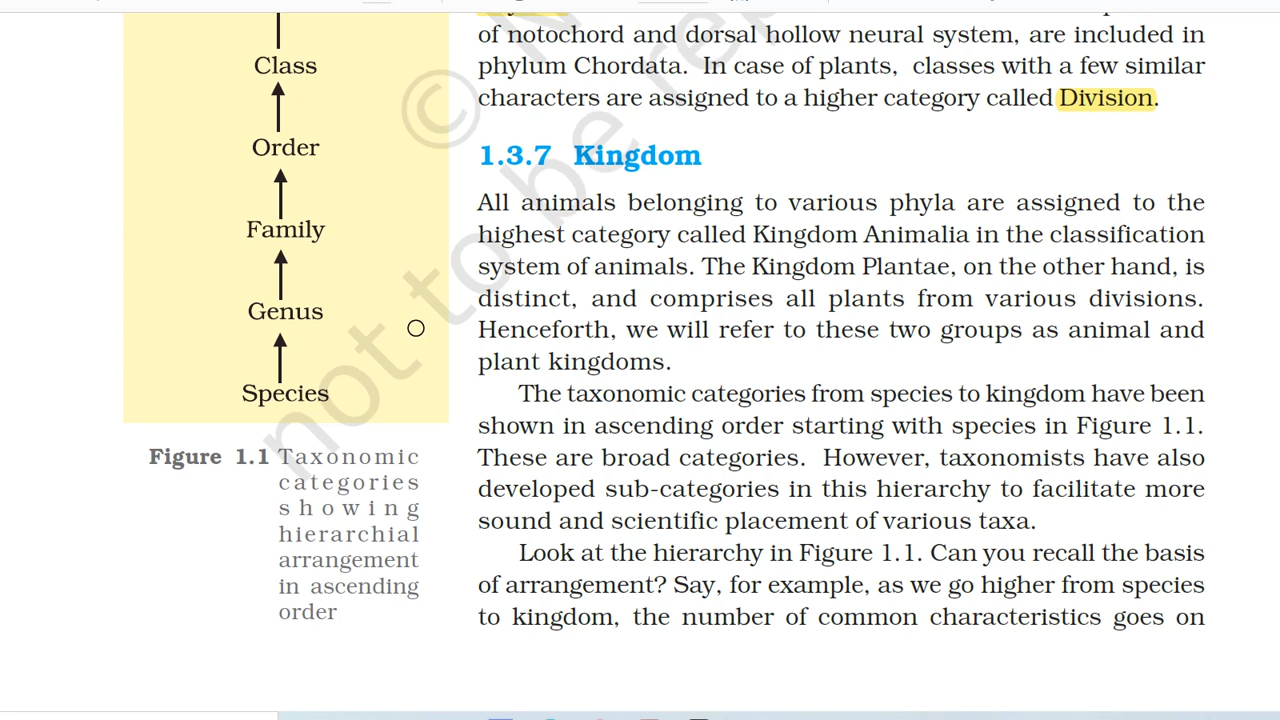 Class
Order
Family
Genus
Species
Figure 1.1 Taxonomic
categories
showing
hierarchial
arrangement
in ascending
order
of notochord and dorsal hollow neural system, are included in
phylum Chordata. In case of plants, classes with a few similar
characters are assigned to a higher category called Division.
1.3.7 Kingdom
All animals belonging to various phyla are assigned to the
highest category called Kingdom Animalia in the classification
system of animals. The Kingdom Plantae, on the other hand, is
distinct, and comprises all plants from various divisions.
Henceforth, we will refer to these two groups as animal and
plant kingdoms.
The taxonomic categories from species to kingdom have been
shown in ascending order starting with species in Figure 1.1.
These are broad categories. However, taxonomists have also
developed sub-categories in this hierarchy to facilitate more
sound and scientific placement of various taxa.
Look at the hierarchy in Figure 1.1. Can you recall the basis
of arrangement? Say, for example, as we go higher from species
to kingdom, the number of common characteristics goes on
© 
not to be